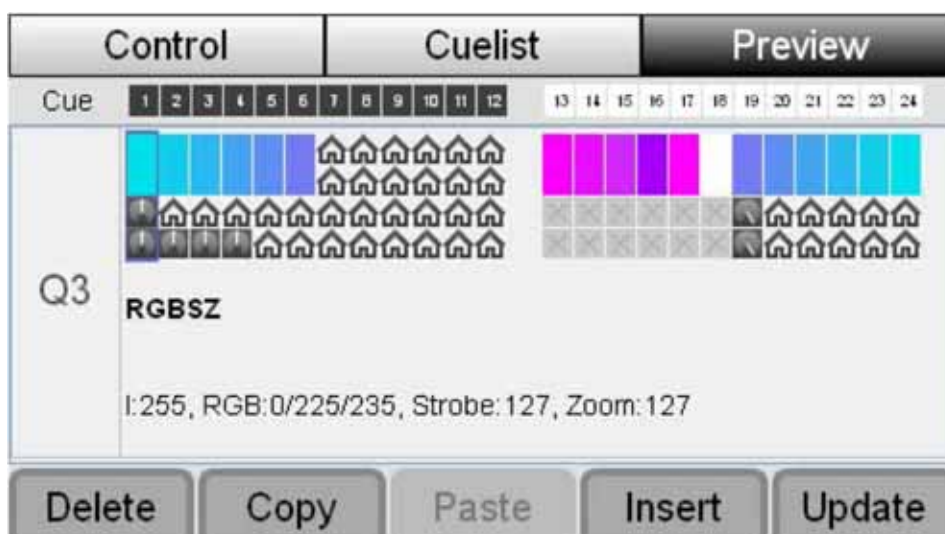 Control Cuelist Preview
Cue 1 2 3 4 5 6 7 8 9 10 11 12 13 14 15 16 17 18 19 20 21 22 23 24
Q3
RGBSZ
I:255, RGB:0/225/235, Strobe:127, Zoom:127
Delete Copy Paste Insert Update